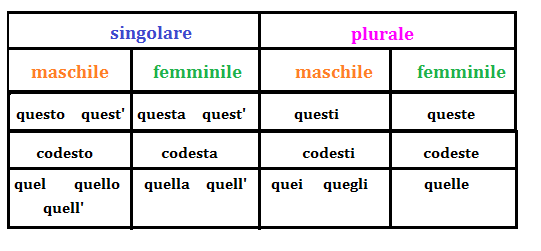 singolare plurale
maschile femminile maschile femminile
questo quest' questa quest' questi queste
codesto codesta codesti codeste
quel quello quella quell' quei quegli quelle
quell'